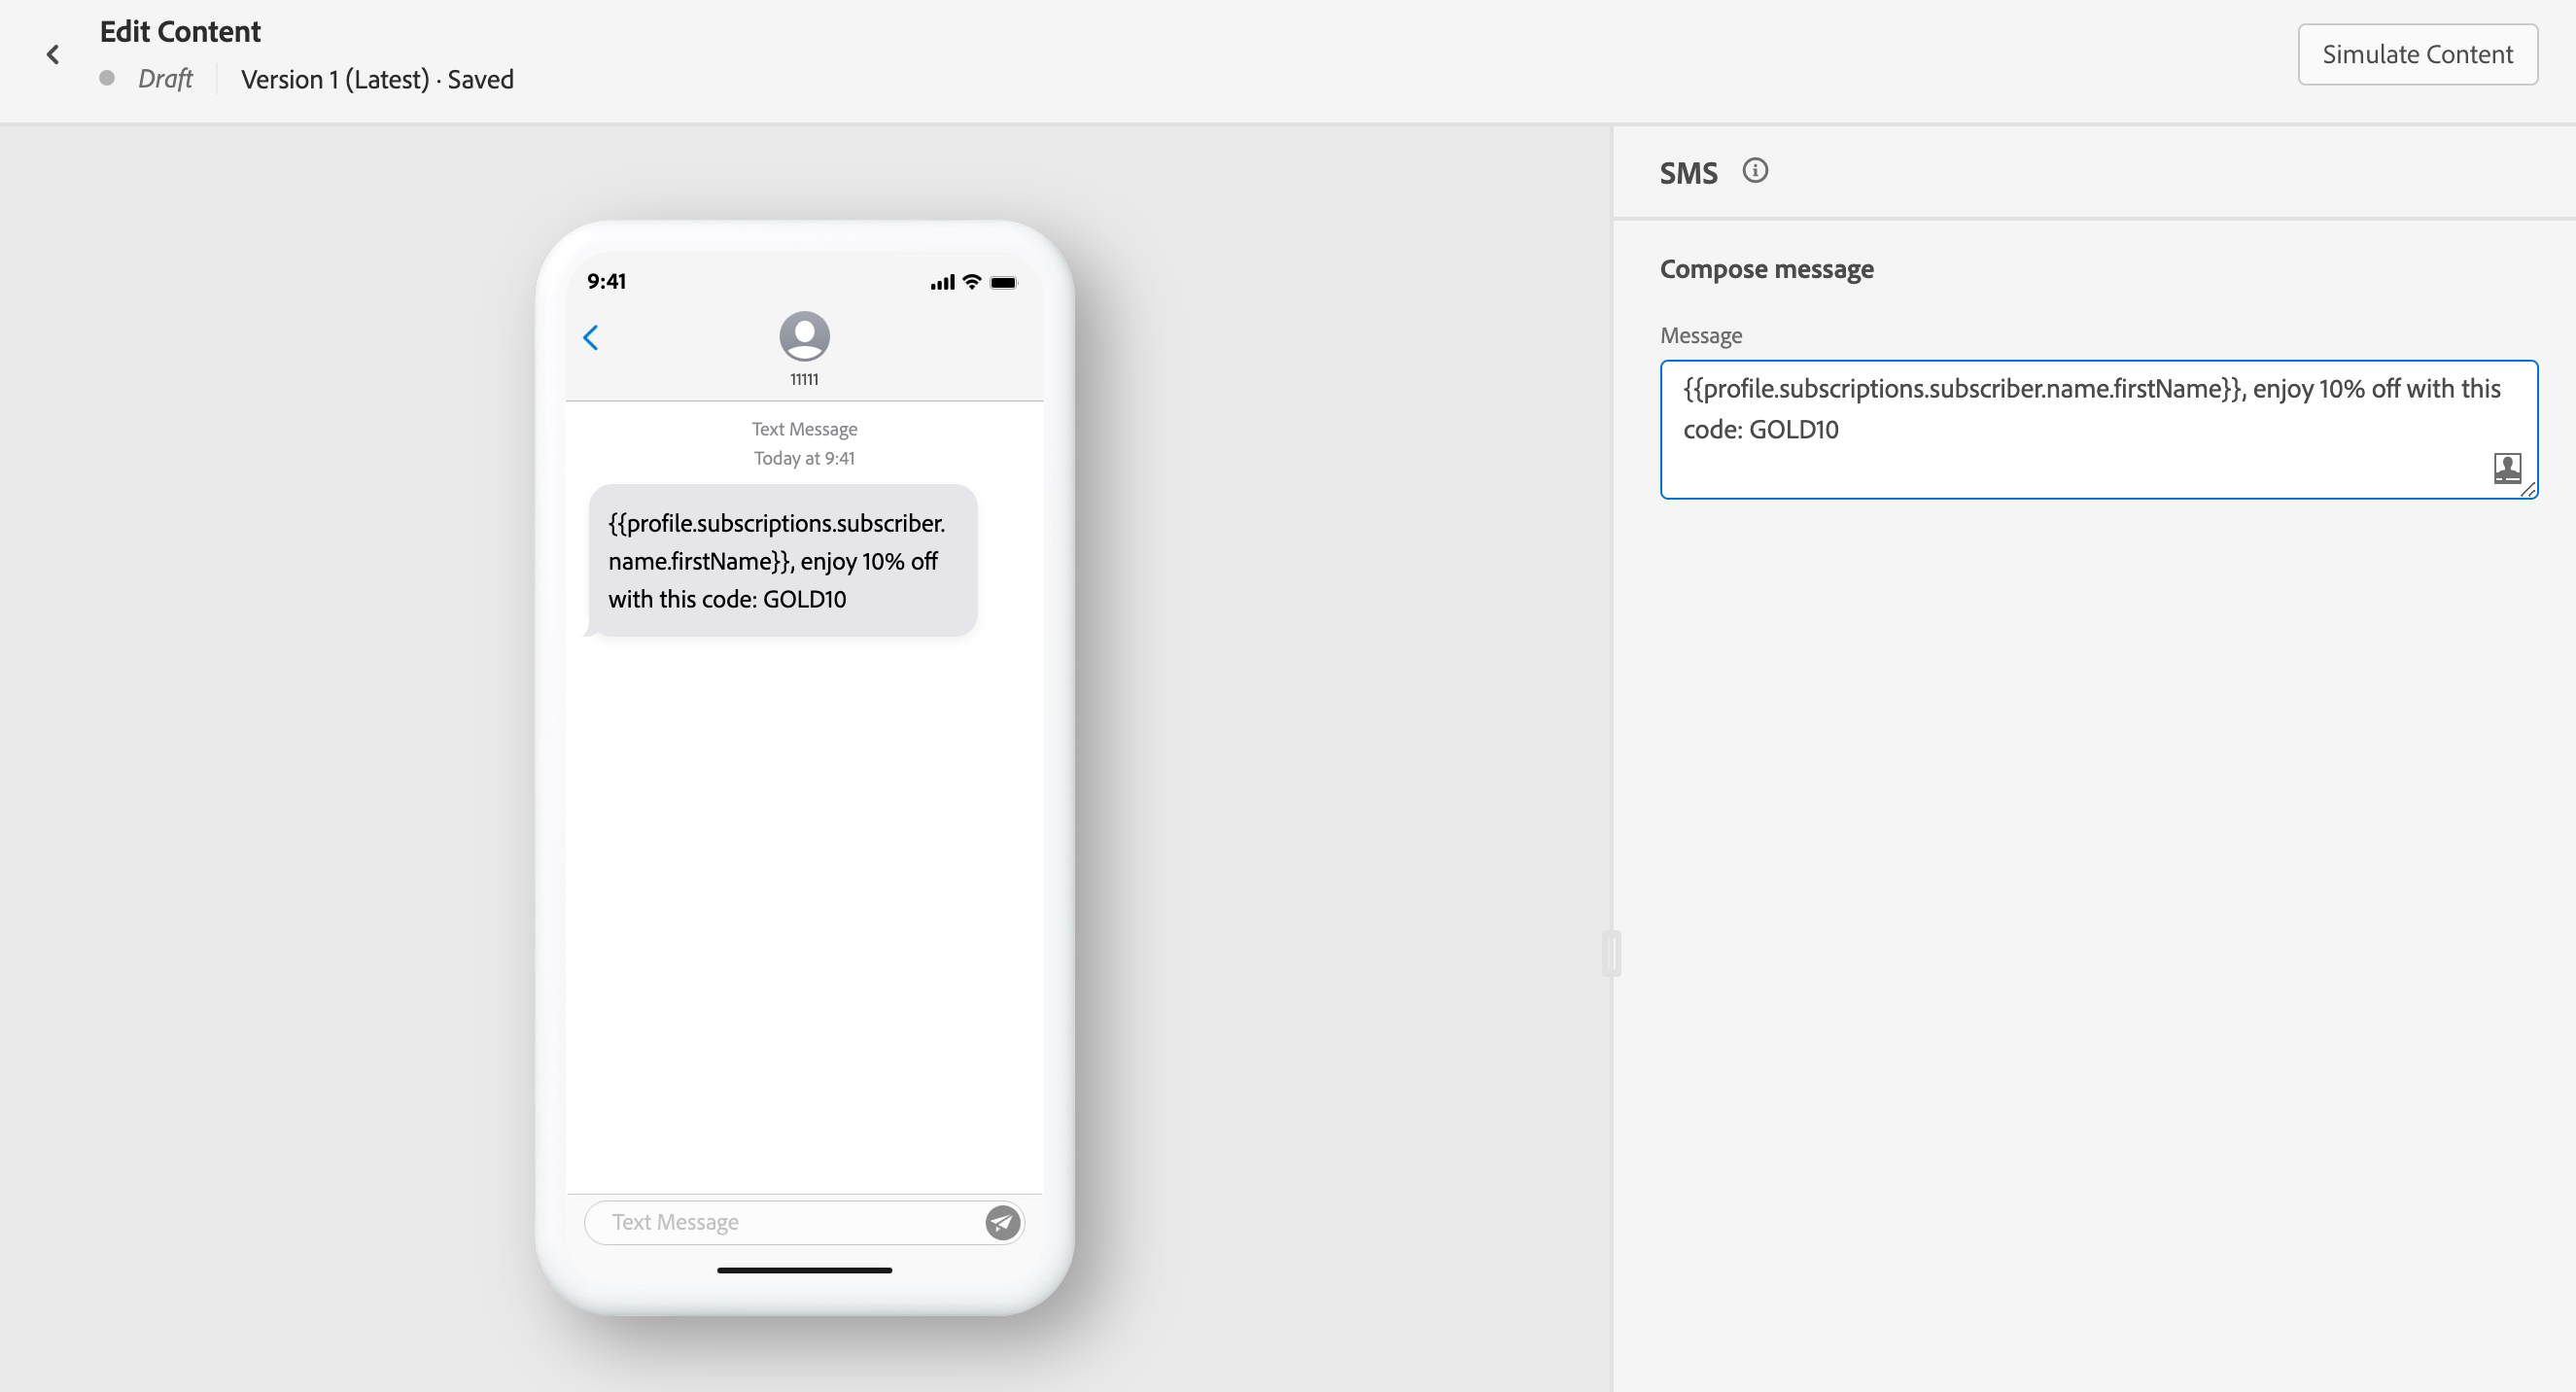 Edit Content
Draft
Version 1 (Latest) · Saved
Simulate Content
9:41
11111
Text Message
Today at 9:41
{{profile.subscriptions.subscriber.
name.firstName}}, enjoy 10% off
with this code: GOLD10
Text Message
SMS
Compose message
Message
{{profile.subscriptions.subscriber.name.firstName}}, enjoy 10% off with this
code: GOLD10